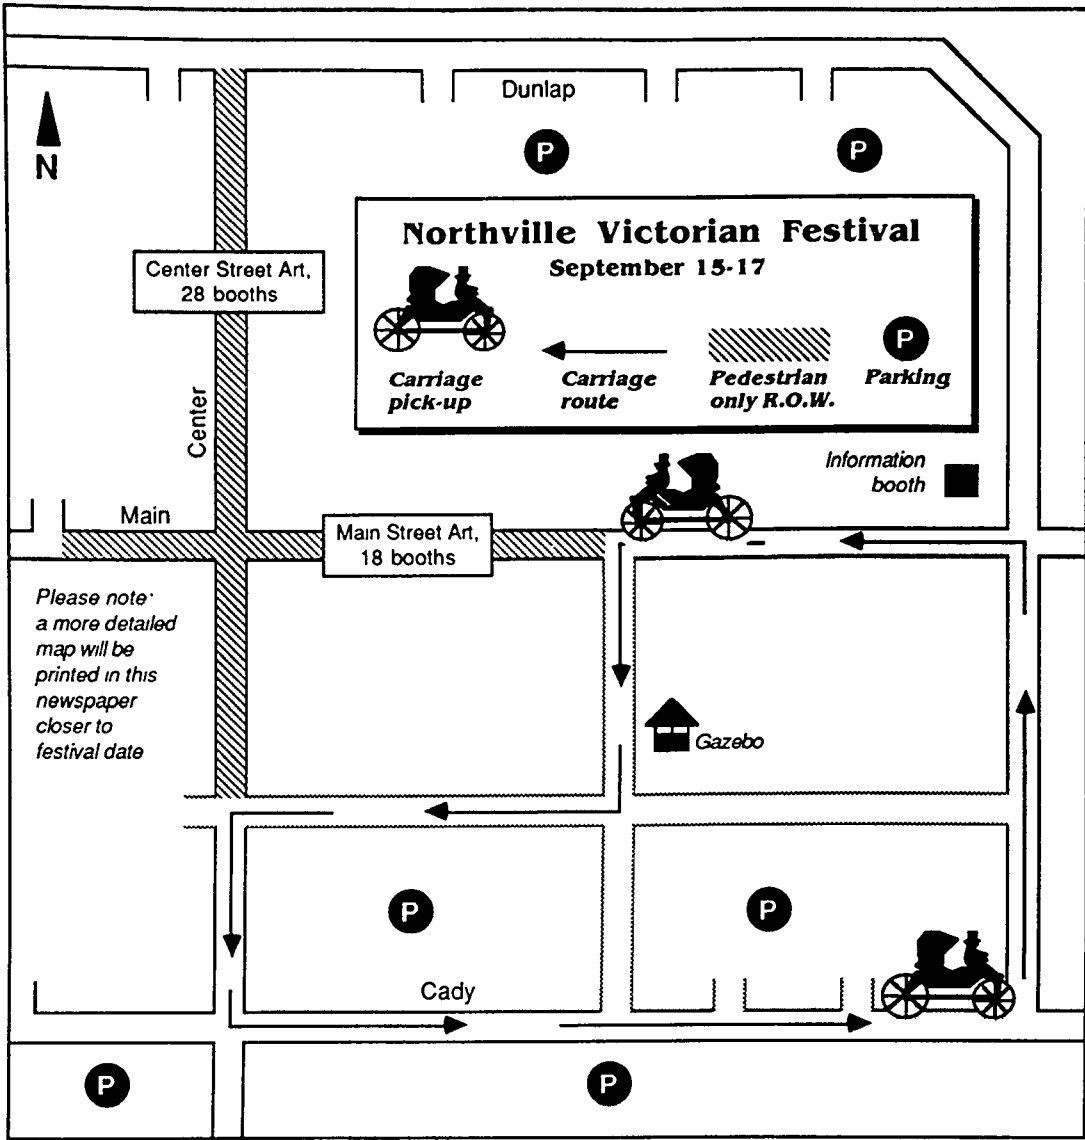 Dunlap
N
P
P
Northville Victorian Festival
September 15-17
Carriage
pick-up
Carriage
route
Pedestrian
only R.O.W.
P
Parking
Center Street Art,
28 booths
Center
Information
booth
Main
Main Street Art,
18 booths
Please note:
a more detailed
map will be
printed in this
newspaper
closer to
festival date
Gazebo
P
P
Cady
P
P